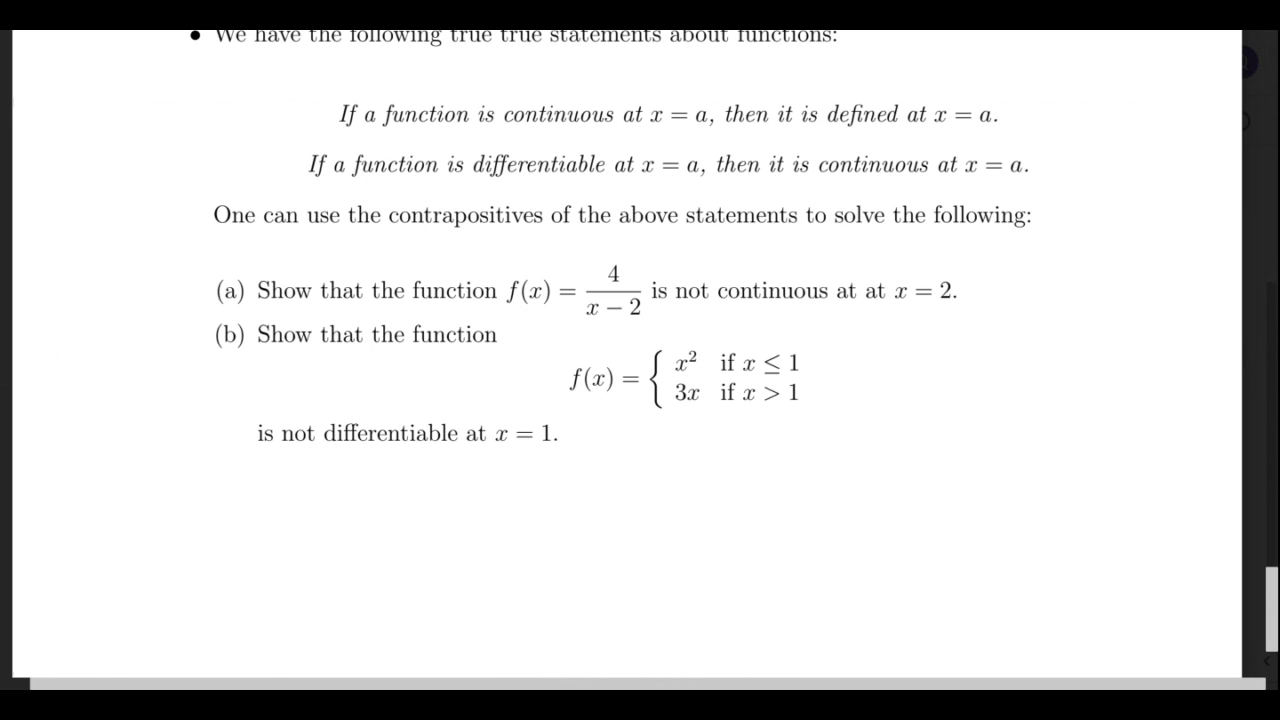 • We have the following true true statements about functions:
If a function is continuous at x = a, then it is defined at x = a.
If a function is differentiable at x = a, then it is continuous at x = a.
One can use the contrapositives of the above statements to solve the following:
(a) Show that the function f(x) = 4/(x − 2) is not continuous at at x = 2.
(b) Show that the function
f(x) = { x² if x ≤ 1
3x if x > 1
is not differentiable at x = 1.